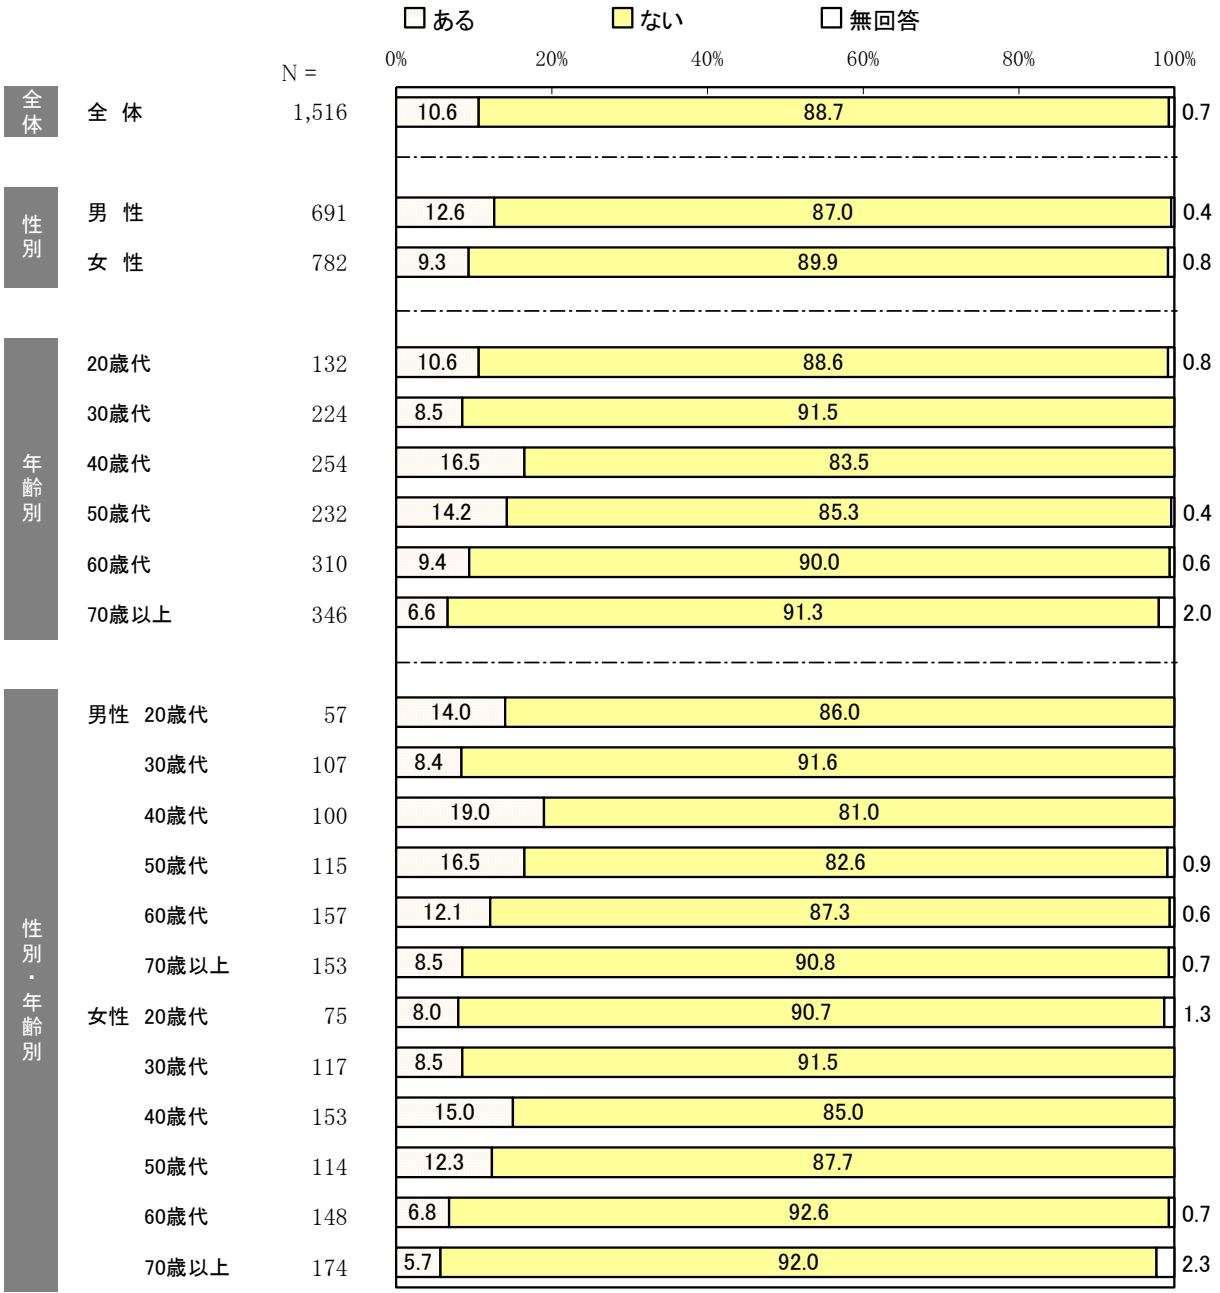 ある ない 無回答
N = 0% 20% 40% 60% 80% 100%
全体 全 体 1,516 10.6 88.7 0.7
性別
男 性 691 12.6 87.0 0.4
女 性 782 9.3 89.9 0.8
年齢別
20歳代 132 10.6 88.6 0.8
30歳代 224 8.5 91.5
40歳代 254 16.5 83.5
50歳代 232 14.2 85.3 0.4
60歳代 310 9.4 90.0 0.6
70歳以上 346 6.6 91.3 2.0
性別・年齢別
男性 20歳代 57 14.0 86.0
30歳代 107 8.4 91.6
40歳代 100 19.0 81.0
50歳代 115 16.5 82.6 0.9
60歳代 157 12.1 87.3 0.6
70歳以上 153 8.5 90.8 0.7
女性 20歳代 75 8.0 90.7 1.3
30歳代 117 8.5 91.5
40歳代 153 15.0 85.0
50歳代 114 12.3 87.7
60歳代 148 6.8 92.6 0.7
70歳以上 174 5.7 92.0 2.3